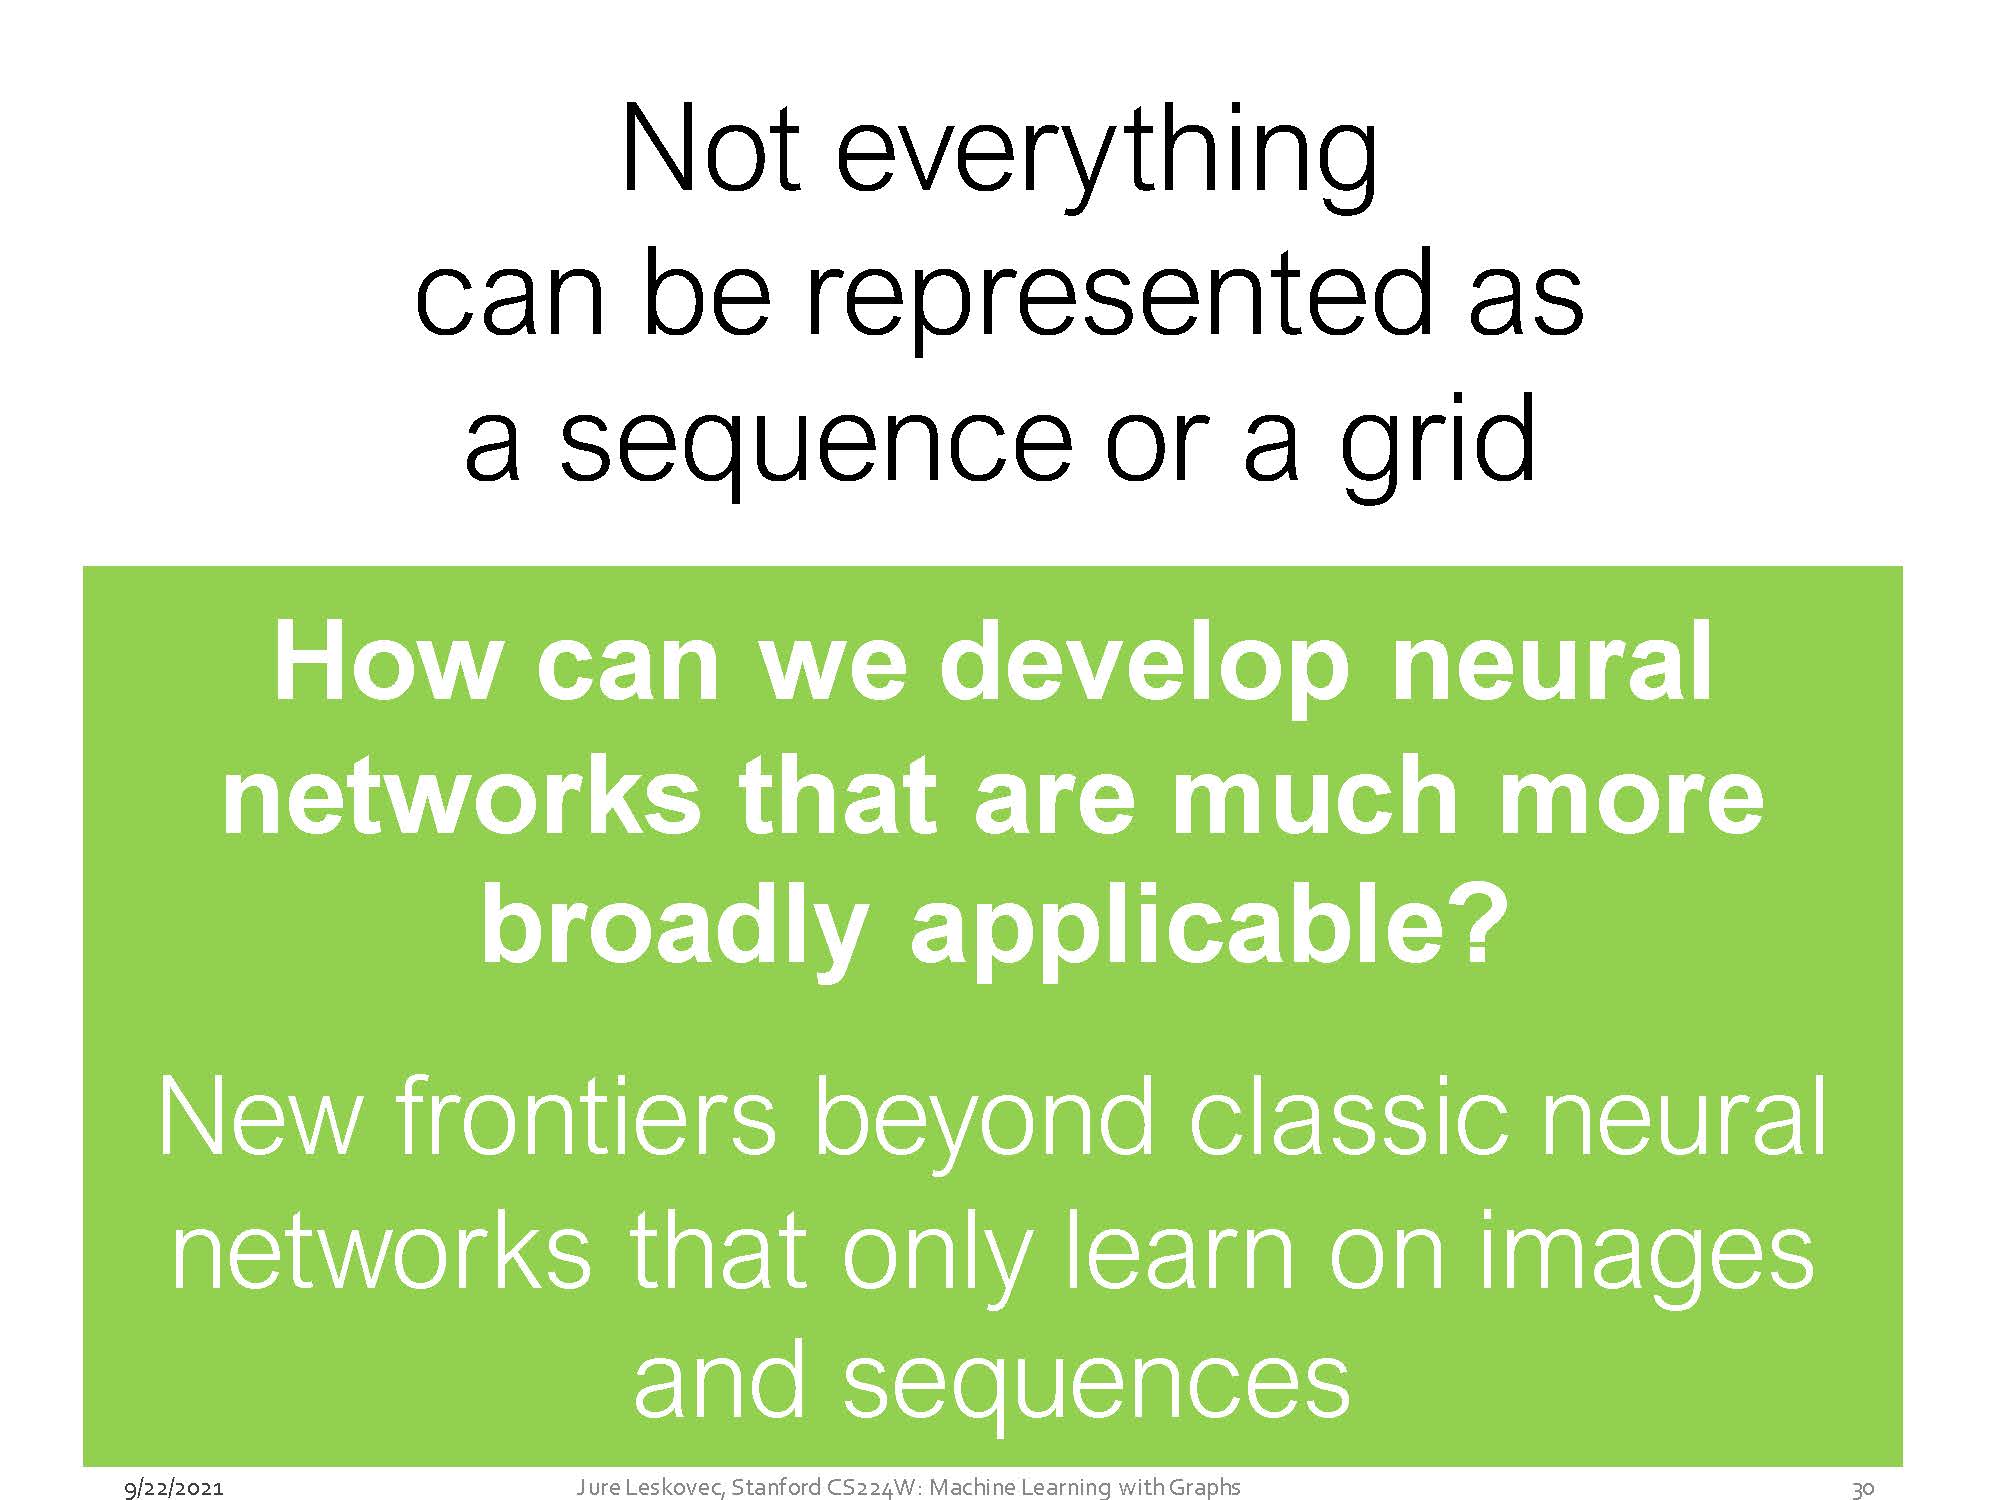 Not everything
can be represented as
a sequence or a grid
How can we develop neural
networks that are much more
broadly applicable?
New frontiers beyond classic neural
networks that only learn on images
and sequences
9/22/2021
Jure Leskovec, Stanford CS224W: Machine Learning with Graphs
30